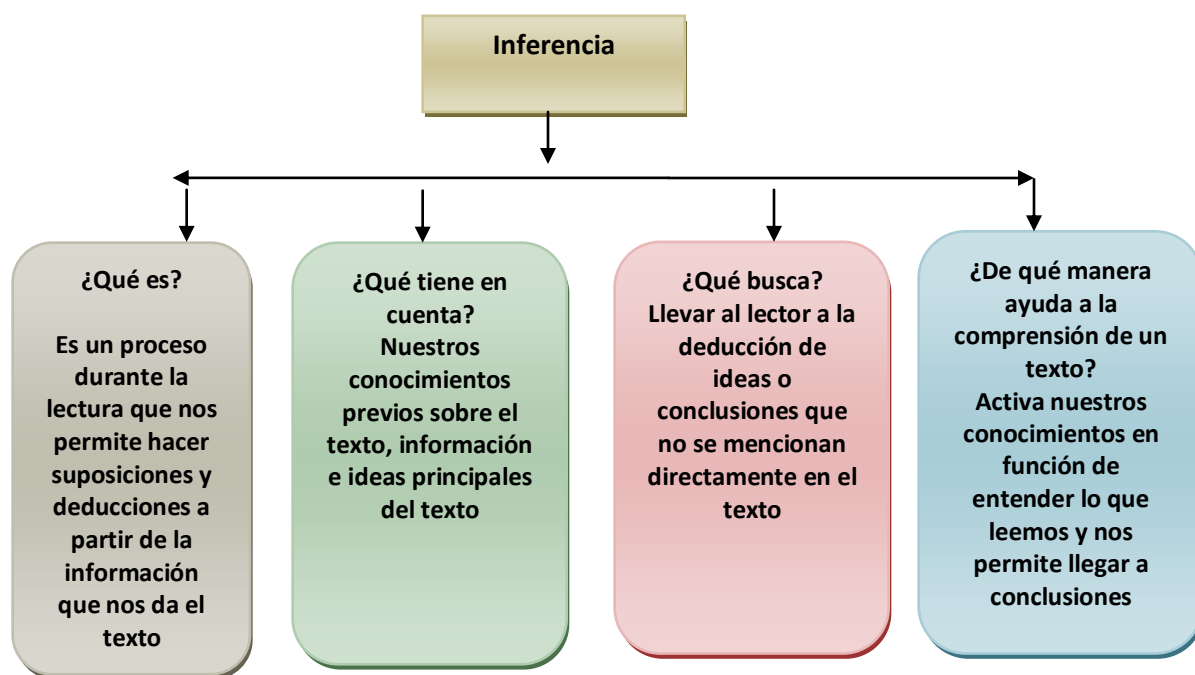 Inferencia
¿Qué es?
Es un proceso
durante la
lectura que nos
permite hacer
suposiciones y
deducciones a
partir de la
información
que nos da el
texto
¿Qué tiene en
cuenta?
Nuestros
conocimientos
previos sobre el
texto, información
e ideas principales
del texto
¿Qué busca?
Llevar al lector a la
deducción de
ideas o
conclusiones que
no se mencionan
directamente en el
texto
¿De qué manera
ayuda a la
comprensión de un
texto?
Activa nuestros
conocimientos en
función de
entender lo que
leemos y nos
permite llegar a
conclusiones